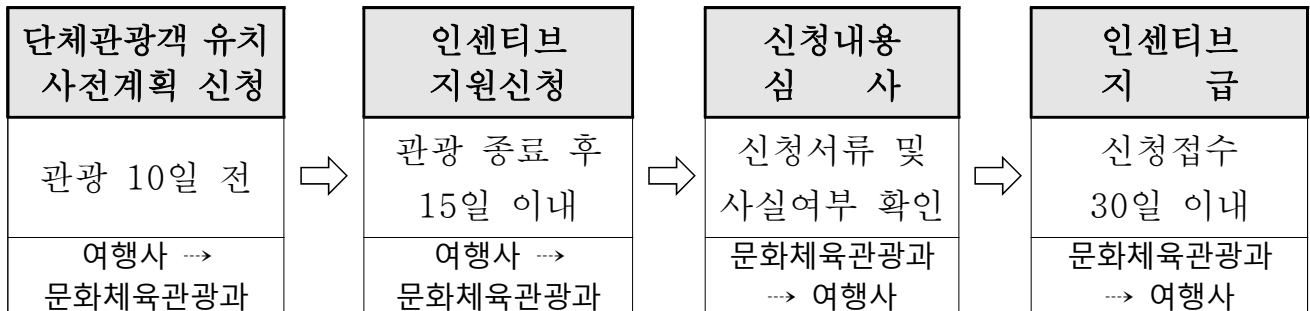 단체관광객 유치
사전계획 신청
관광 10일 전
여행사 ⇢
문화체육관광과
인센티브
지원신청
관광 종료 후
15일 이내
여행사 ⇢
문화체육관광과
신청내용
심 사
신청서류 및
사실여부 확인
문화체육관광과
⇢ 여행사
인센티브
지 급
신청접수
30일 이내
문화체육관광과
⇢ 여행사